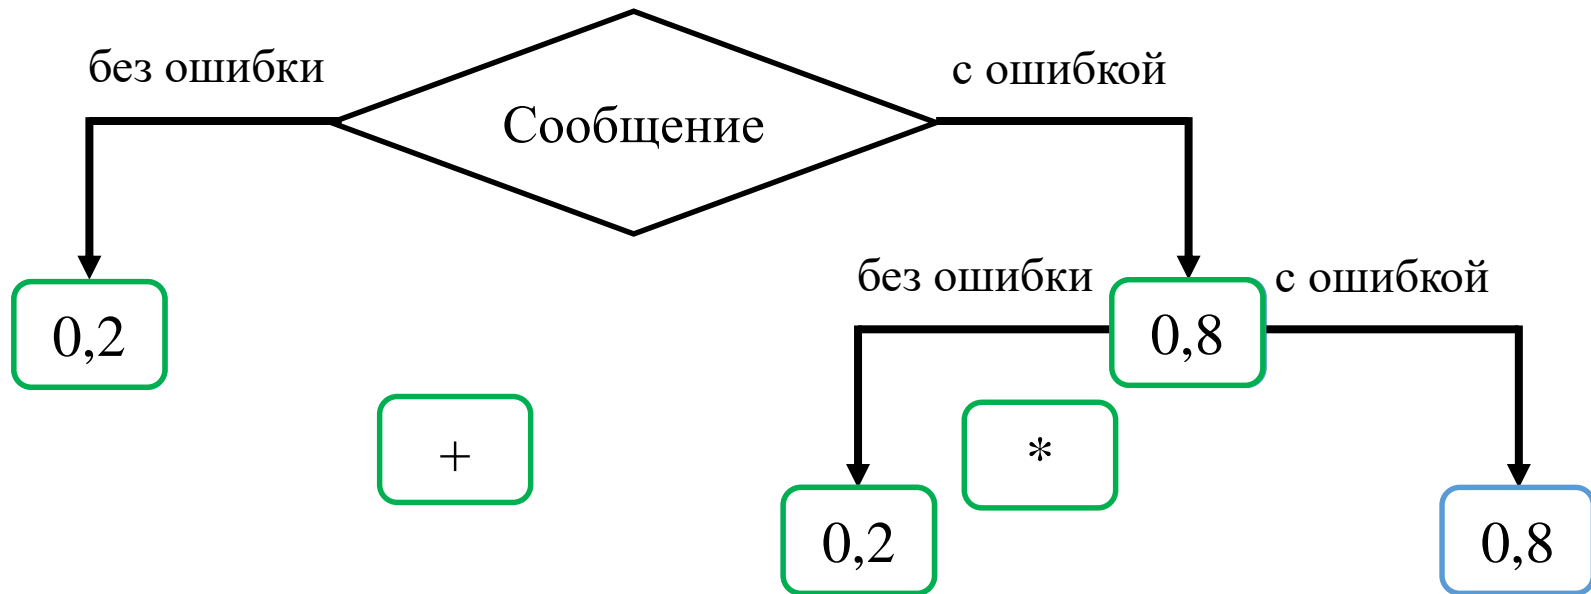 без ошибки
с ошибкой
Сообщение
без ошибки
с ошибкой
0,2
0,8
+
*
0,2
0,8